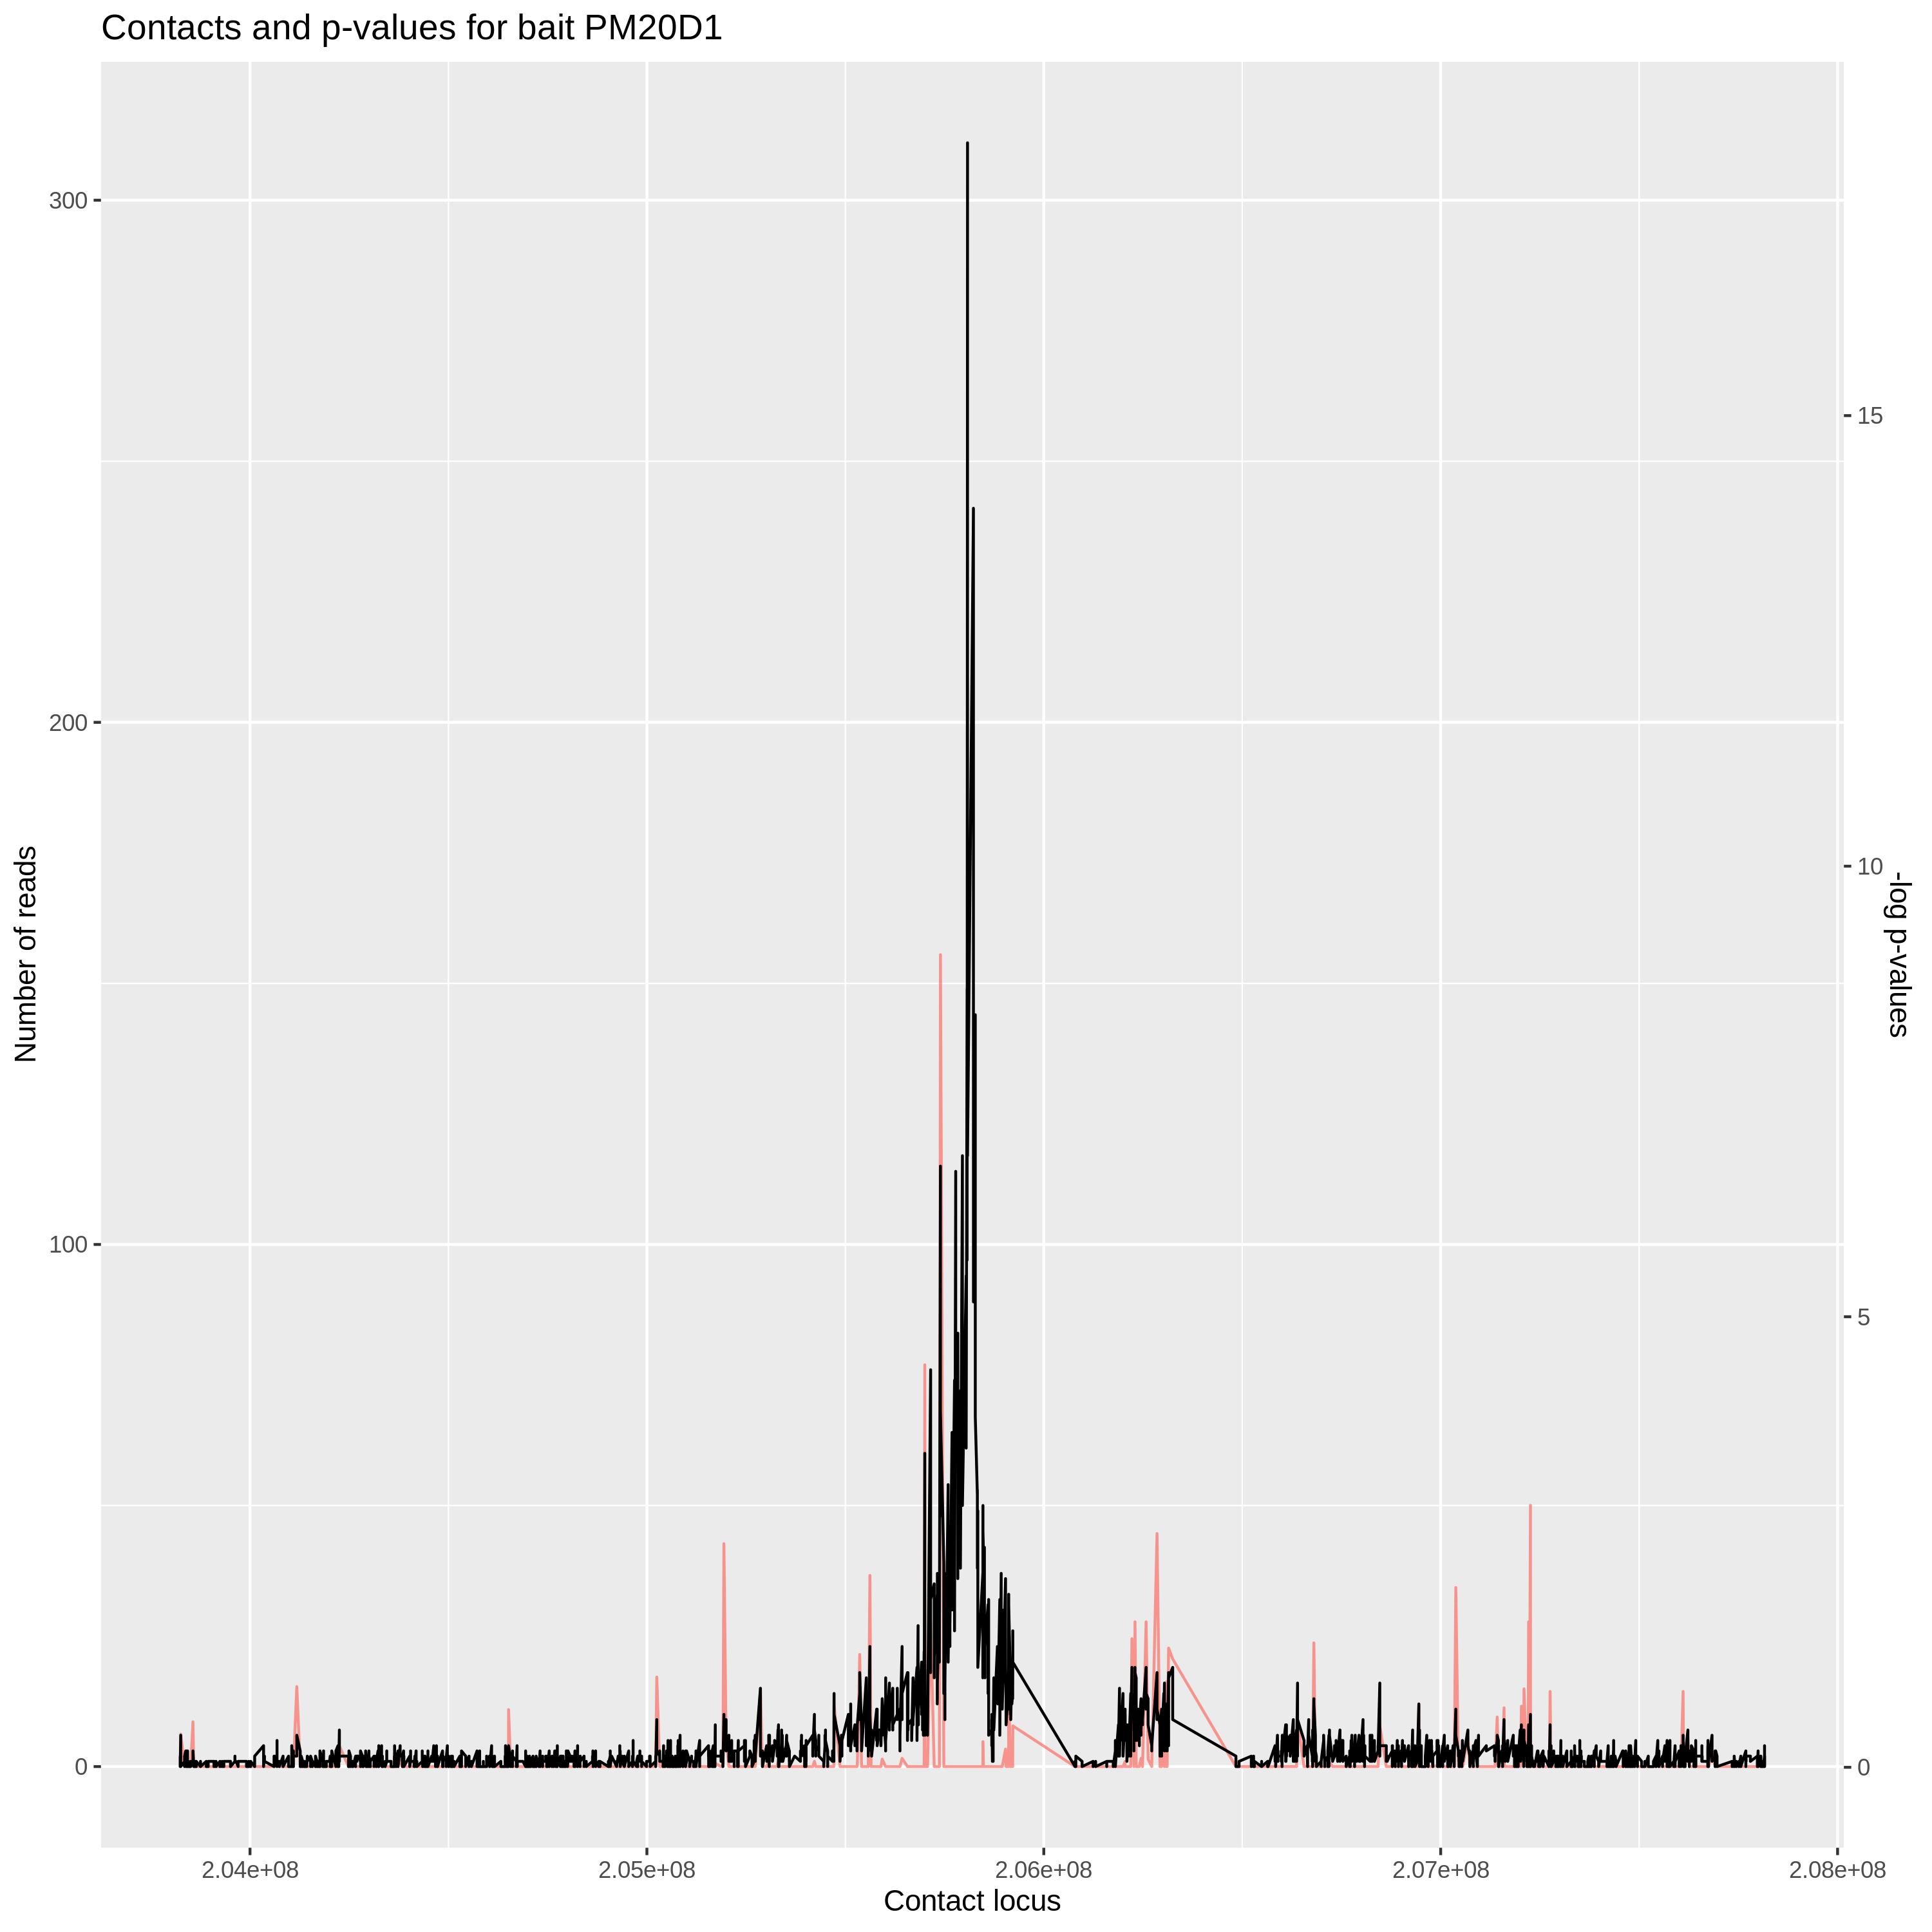 Contacts and p-values for bait PM20D1
300
200
100
0
Number of reads
15
10
5
0
-log p-values
2.04e+08
2.05e+08
2.06e+08
2.07e+08
2.08e+08
Contact locus